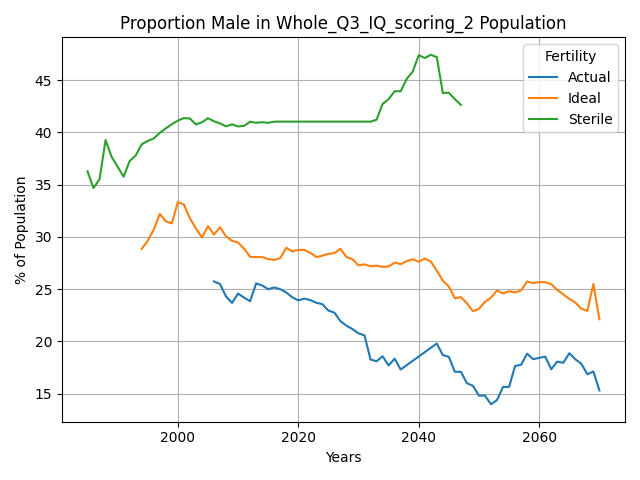 Proportion Male in Whole_Q3_IQ_scoring_2 Population
% of Population
45
40
35
30
25
20
15
2000
2020
2040
2060
Years
Fertility
Actual
Ideal
Sterile